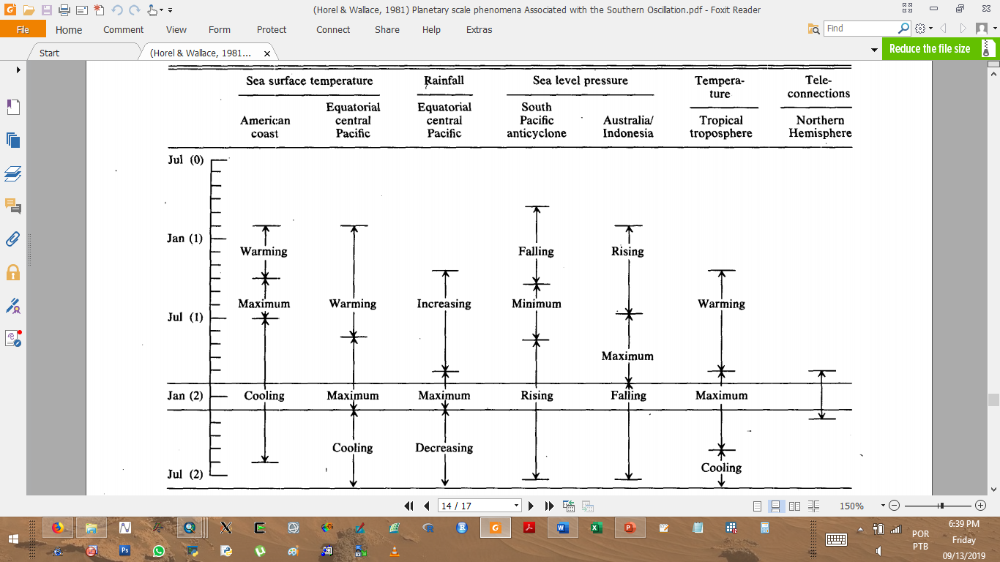 (Horel & Wallace, 1981) Planetary scale phenomena Associated with the Southern Oscillation.pdf - Foxit Reader
File Home Comment View Form Protect Connect Share Help Extras Find
Start (Horel & Wallace, 1981... Reduce the file size
Sea surface temperature Rainfall Sea level pressure Tempera- Tele-
ture connections
Equatorial Equatorial South
American central central Pacific Australia/ Tropical Northern
coast Pacific Pacific anticyclone Indonesia troposphere Hemisphere
Jul (0)
Jan (1)
Warming Falling Rising
Maximum Warming Increasing Minimum Warming
Jul (1)
Maximum
Jan (2) Cooling Maximum Maximum Rising Falling Maximum
Cooling Decreasing
Cooling
Jul (2)
14 / 17 150%
6:39 PM
POR Friday
PTB 09/13/2019